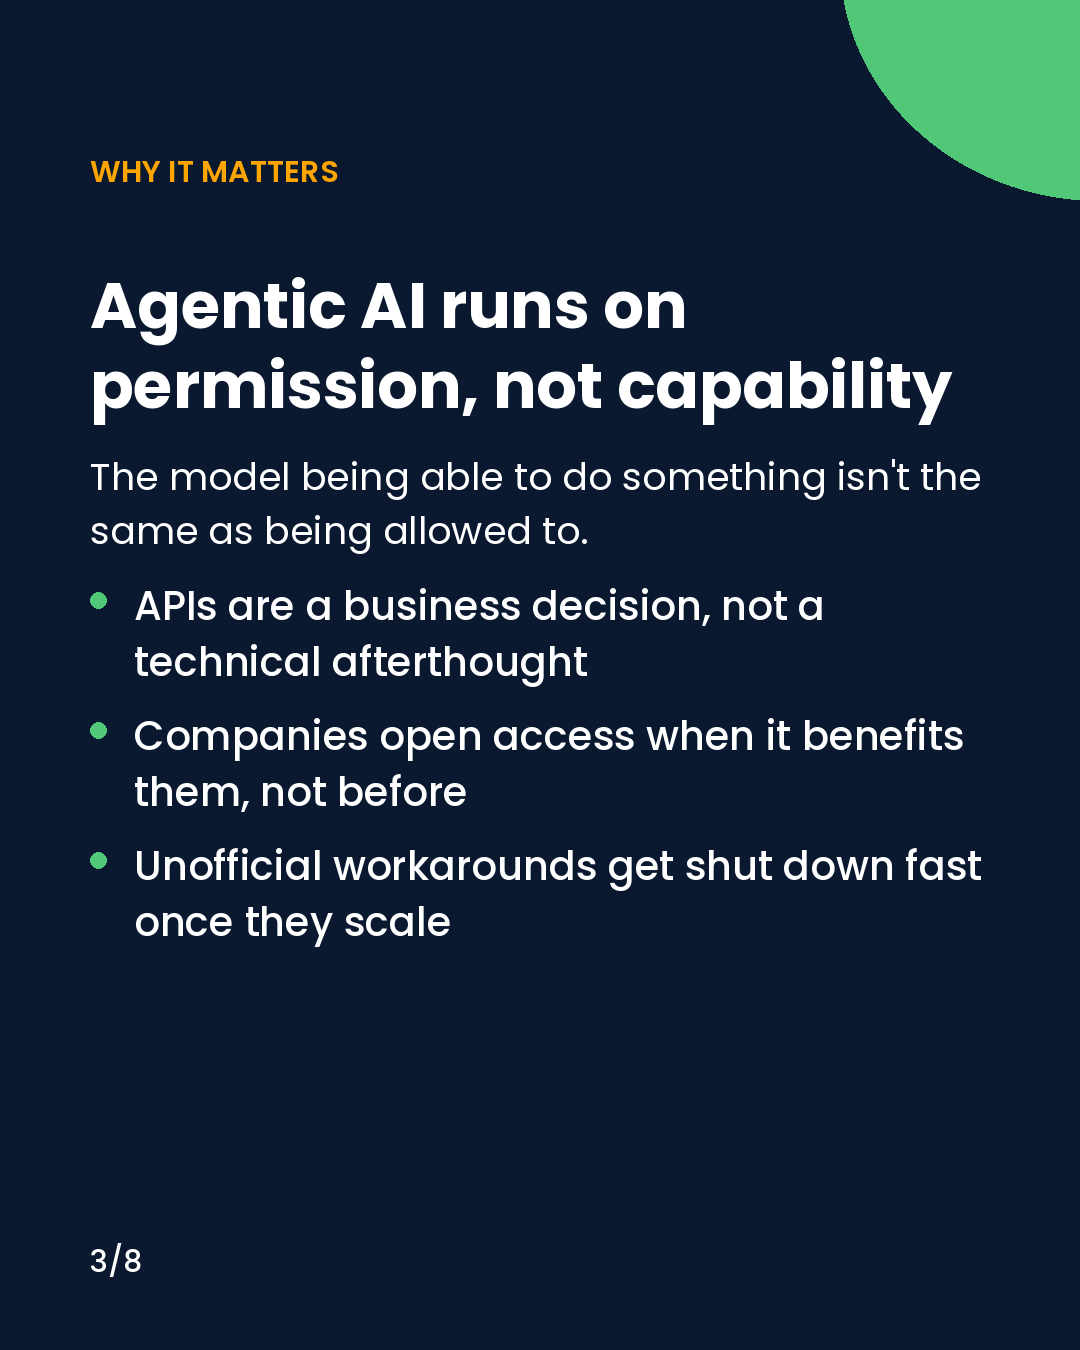 WHY IT MATTERS
Agentic AI runs on
permission, not capability
The model being able to do something isn't the
same as being allowed to.
APIs are a business decision, not a
technical afterthought
Companies open access when it benefits
them, not before
Unofficial workarounds get shut down fast
once they scale
3/8